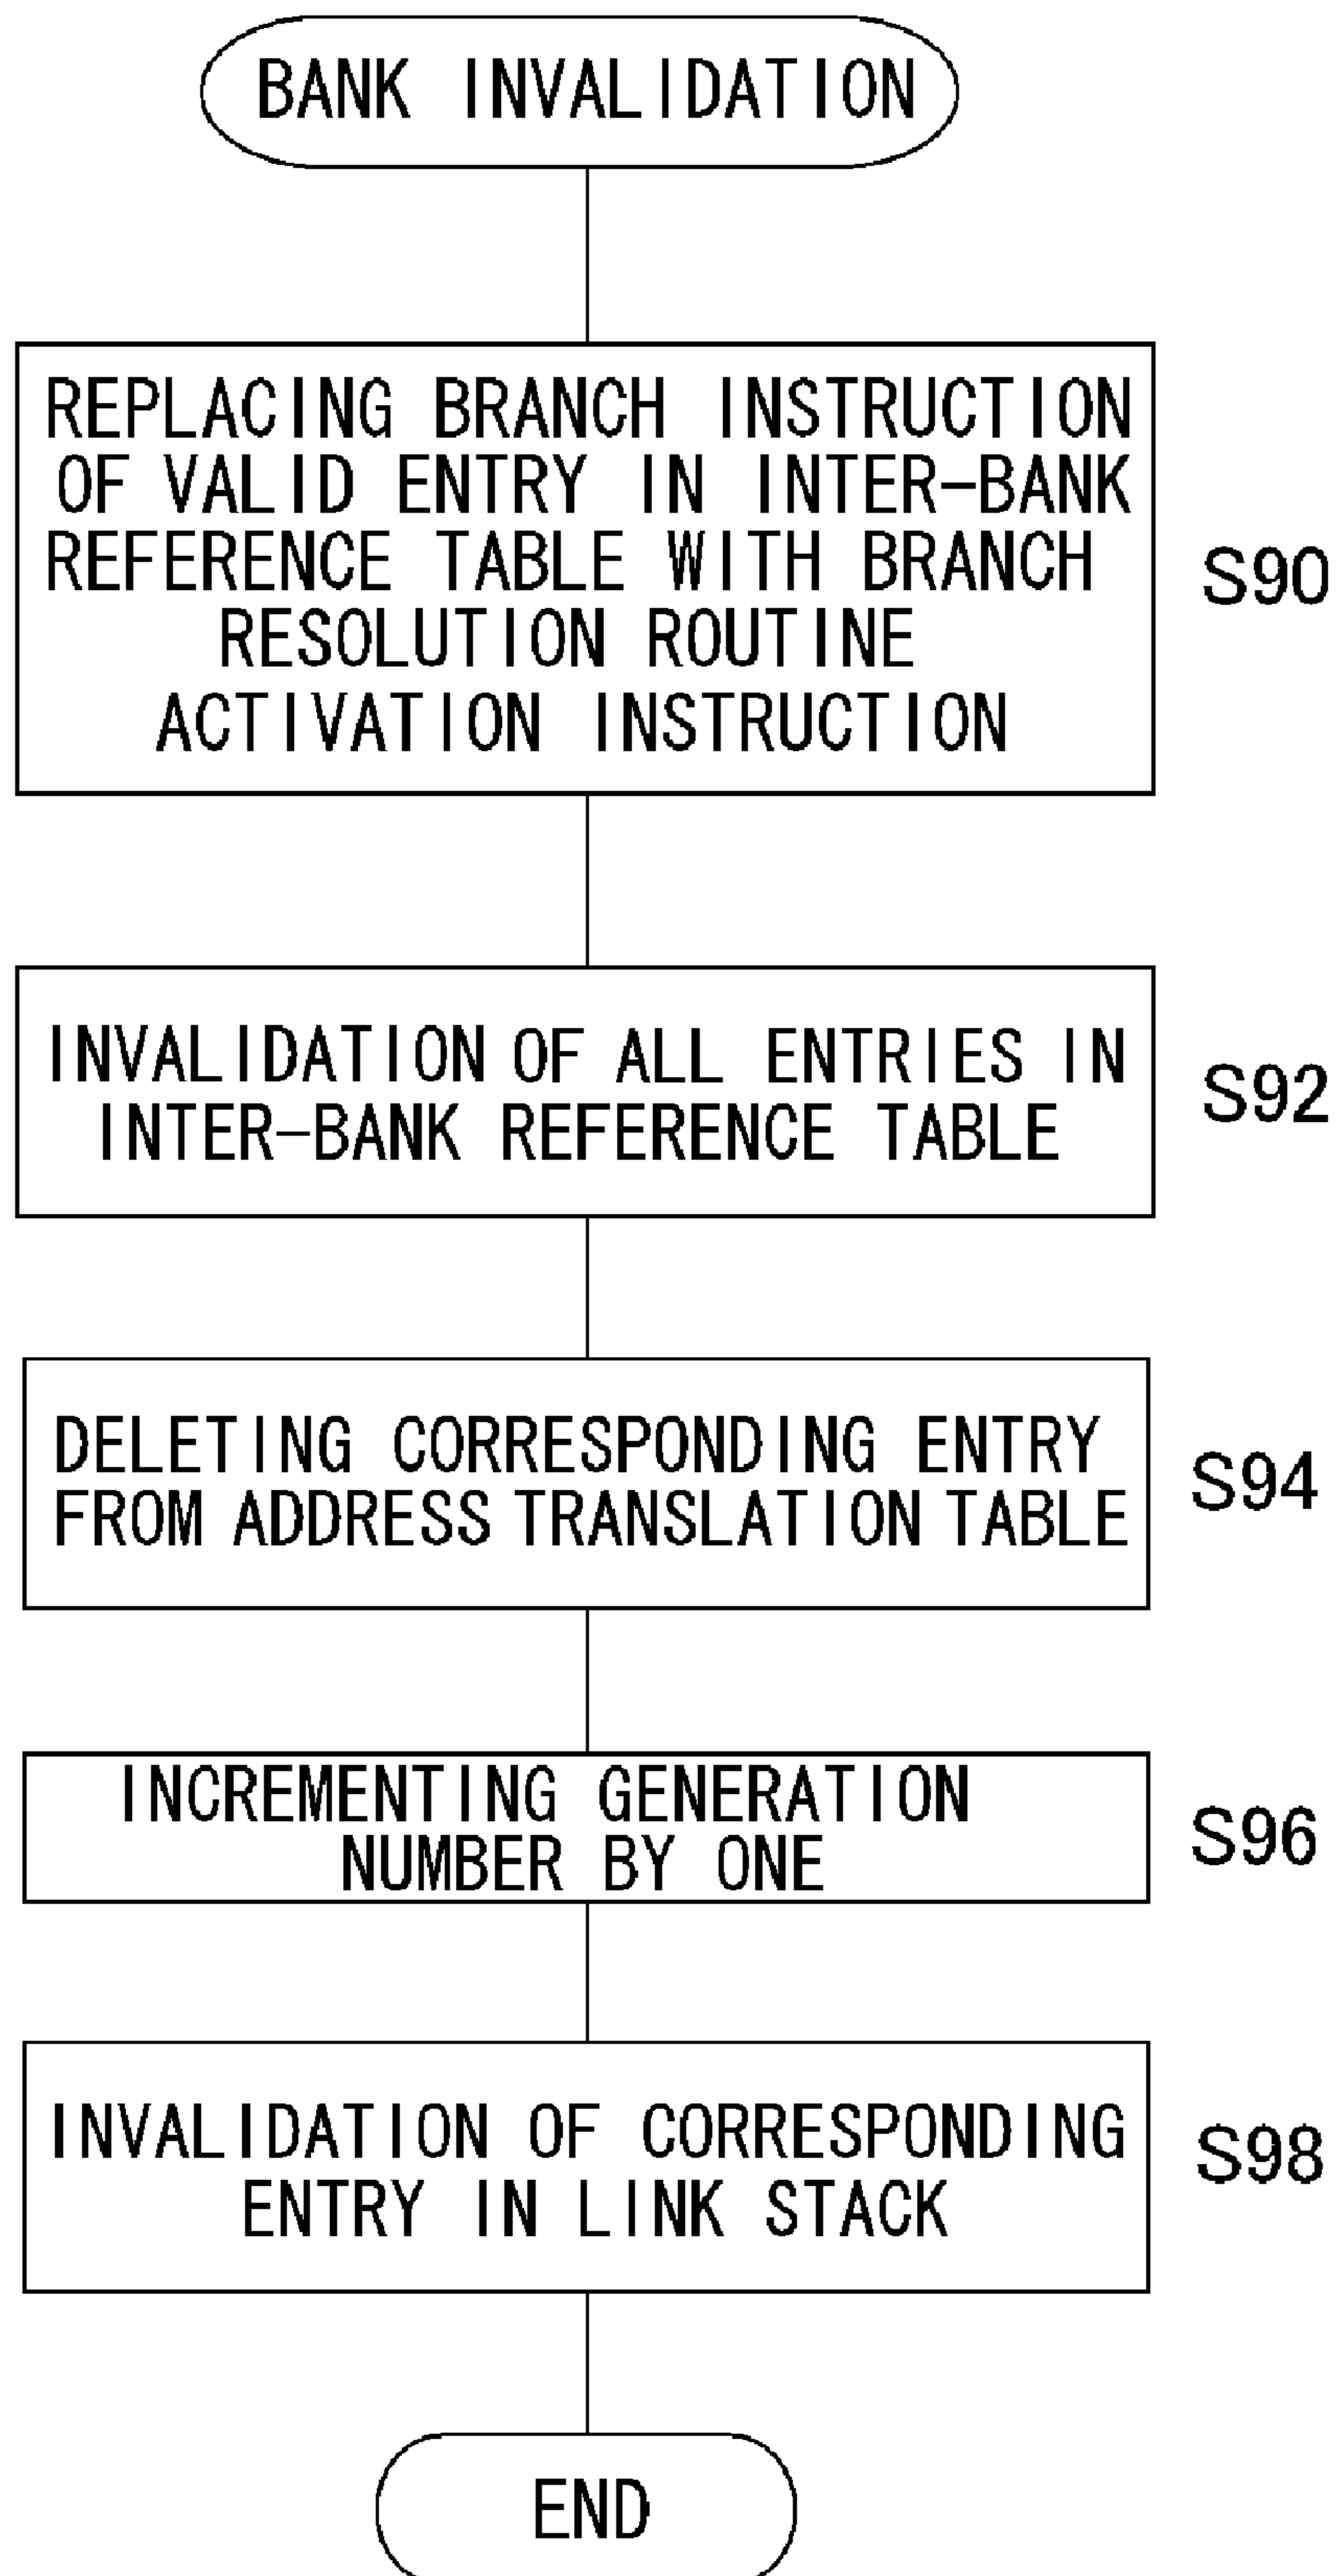 BANK INVALIDATION
REPLACING BRANCH INSTRUCTION
OF VALID ENTRY IN INTER-BANK
REFERENCE TABLE WITH BRANCH
RESOLUTION ROUTINE
ACTIVATION INSTRUCTION
S90
INVALIDATION OF ALL ENTRIES IN
INTER-BANK REFERENCE TABLE
S92
DELETING CORRESPONDING ENTRY
FROM ADDRESS TRANSLATION TABLE
S94
INCREMENTING GENERATION
NUMBER BY ONE
S96
INVALIDATION OF CORRESPONDING
ENTRY IN LINK STACK
S98
END